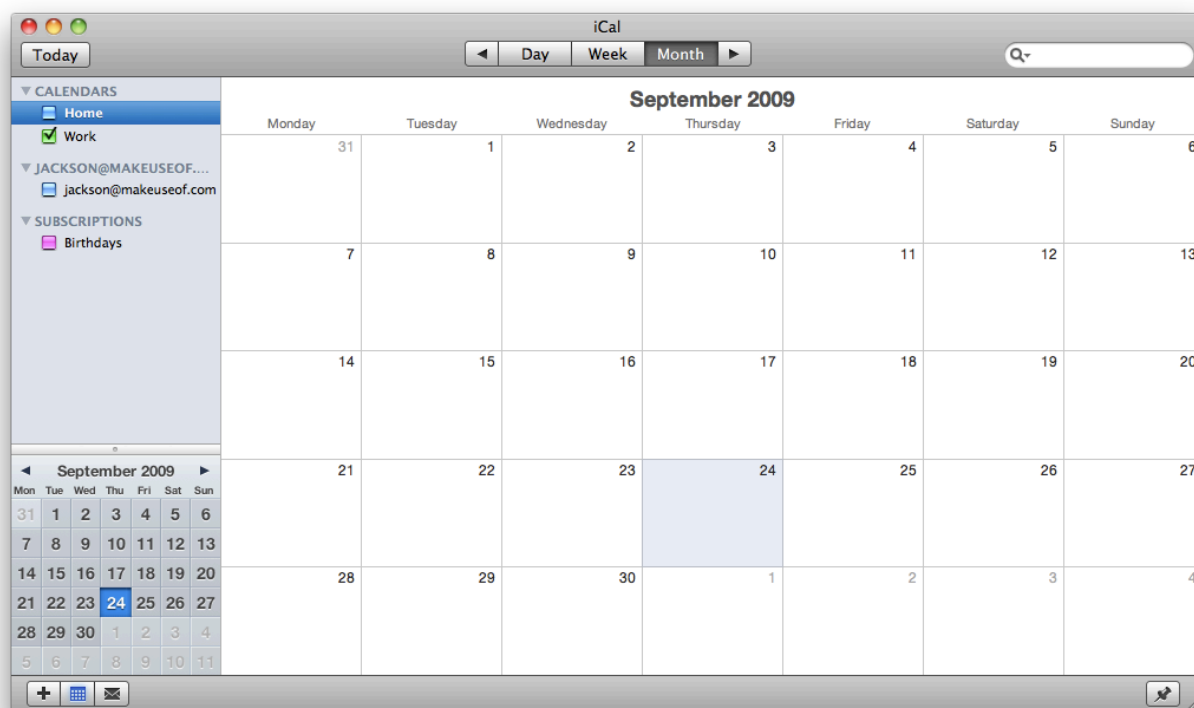 iCal
Today Day Week Month
CALENDARS
Home
Work
JACKSON@MAKEUSEOF....
jackson@makeuseof.com
SUBSCRIPTIONS
Birthdays
September 2009
Monday Tuesday Wednesday Thursday Friday Saturday Sunday
31 1 2 3 4 5 6
7 8 9 10 11 12 13
14 15 16 17 18 19 20
21 22 23 24 25 26 27
28 29 30 1 2 3 4
September 2009
Mon Tue Wed Thu Fri Sat Sun
31 1 2 3 4 5 6
7 8 9 10 11 12 13
14 15 16 17 18 19 20
21 22 23 24 25 26 27
28 29 30 1 2 3 4
5 6 7 8 9 10 11